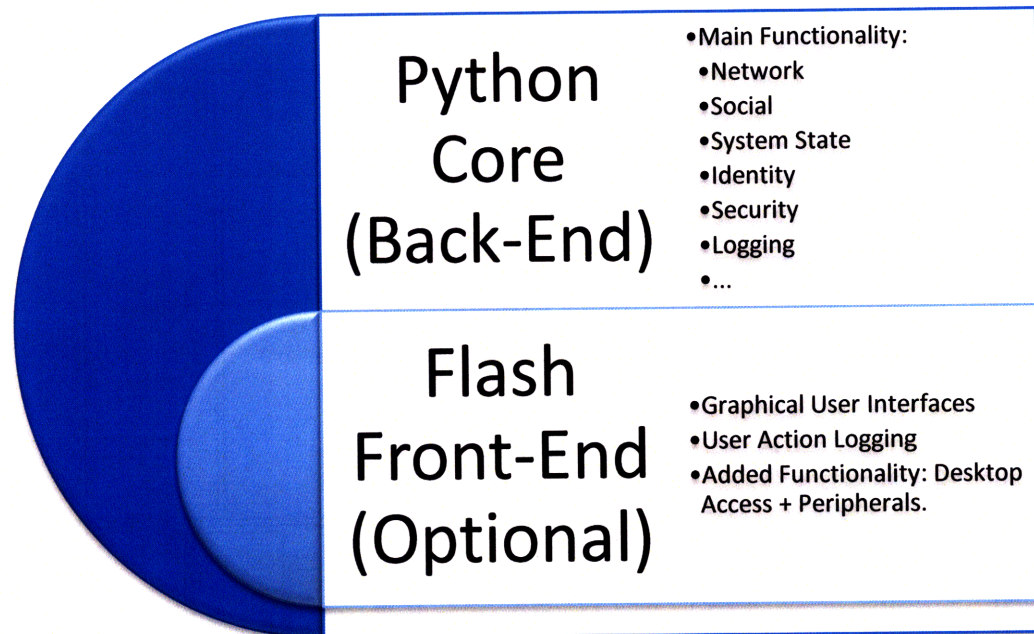 Python
Core
(Back-End)
•Main Functionality:
•Network
•Social
•System State
•Identity
•Security
•Logging
•...
Flash
Front-End
(Optional)
•Graphical User Interfaces
•User Action Logging
•Added Functionality: Desktop
Access + Peripherals.